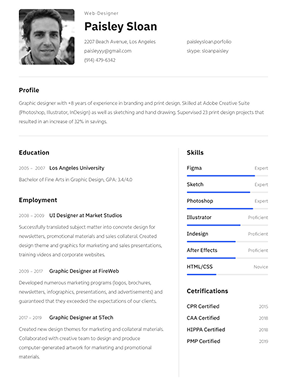 Web Designer
Paisley Sloan
2207 Beach Avenue, Los Angeles
paisleysloan.porfolio
paisleyyy@gmail.com
skype: sloanpaisley
(914) 479-6342
Profile
Graphic designer with +8 years of experience in branding and print design. Skilled at Adobe Creative Suite
(Photoshop, Illustrator, InDesign) as well as sketching and hand drawing. Supervised 23 print design projects that
resulted in an increase of 32% in savings.
Education
2005 - 2007 Los Angeles University
Bachelor of Fine Arts in Graphic Design, GPA: 3.4/4.0
Employment
2008 - 2009 UI Designer at Market Studios
Successfully translated subject matter into concrete design for
newsletters, promotional materials and sales collateral. Created
design theme and graphics for marketing and sales presentations,
training videos and corporate websites.
2009 - 2017 Graphic Designer at FireWeb
Developed numerous marketing programs (logos, brochures,
newsletters, infographics, presentations, and advertisements) and
guaranteed that they exceeded the expectations of our clients.
2017 - 2019 Graphic Designer at STech
Created new design themes for marketing and collateral materials.
Collaborated with creative team to design and produce
computer-generated artwork for marketing and promotional
materials.
Skills
Figma Expert
Sketch Expert
Photoshop Expert
Illustrator Proficient
Indesign Proficient
After Effects Proficient
HTML/CSS Novice
Cetrifications
CPR Certified 2015
CAA Certified 2018
HIPPA Certified 2018
PMP Certified 2019